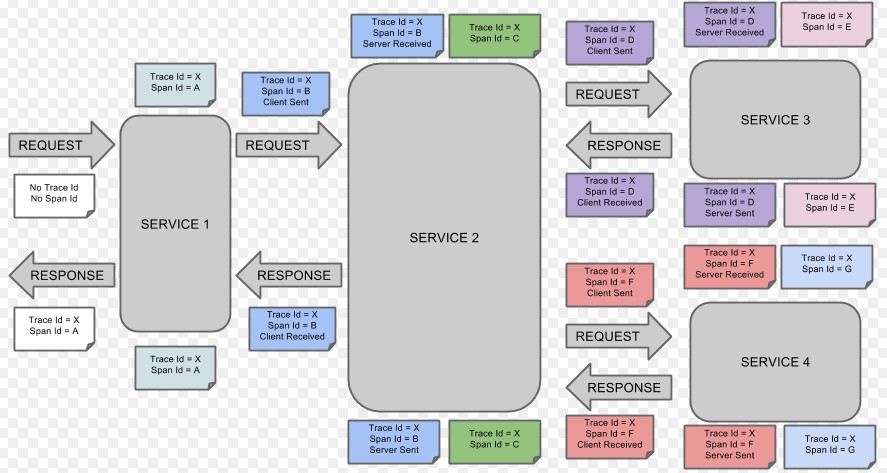 Trace Id = X
Span Id = A
REQUEST
No Trace Id
No Span Id
SERVICE 1
RESPONSE
Trace Id = X
Span Id = A
Trace Id = X
Span Id = A
Trace Id = X
Span Id = B
Client Sent
REQUEST
RESPONSE
Trace Id = X
Span Id = B
Client Received
Trace Id = X
Span Id = B
Server Received
Trace Id = X
Span Id = C
SERVICE 2
Trace Id = X
Span Id = B
Server Sent
Trace Id = X
Span Id = C
Trace Id = X
Span Id = D
Client Sent
REQUEST
RESPONSE
Trace Id = X
Span Id = D
Client Received
Trace Id = X
Span Id = D
Server Received
Trace Id = X
Span Id = E
SERVICE 3
Trace Id = X
Span Id = D
Server Sent
Trace Id = X
Span Id = E
Trace Id = X
Span Id = F
Client Sent
REQUEST
RESPONSE
Trace Id = X
Span Id = F
Client Received
Trace Id = X
Span Id = F
Server Received
Trace Id = X
Span Id = G
SERVICE 4
Trace Id = X
Span Id = F
Server Sent
Trace Id = X
Span Id = G